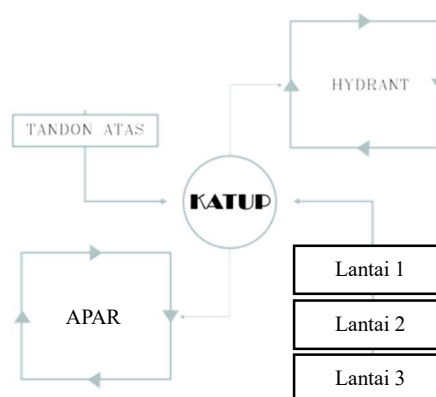 HYDRANT
TANDON ATAS
KATUP
APAR
Lantai 1
Lantai 2
Lantai 3